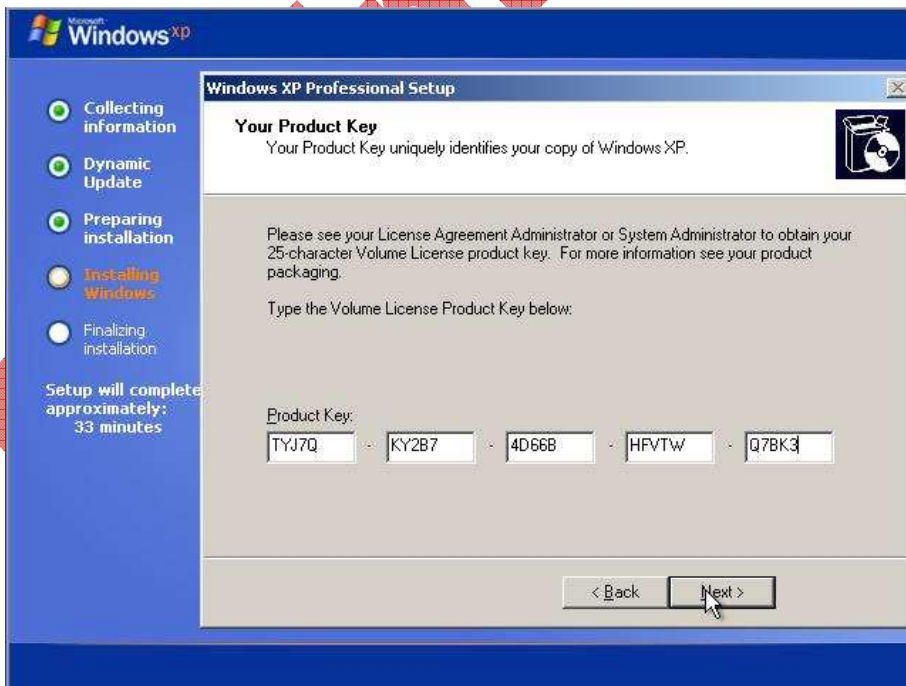 Microsoft
Windows xp
Collecting
information
Dynamic
Update
Preparing
installation
Installing
Windows
Finalizing
installation
Setup will complete
approximately:
33 minutes
Windows XP Professional Setup
Your Product Key
Your Product Key uniquely identifies your copy of Windows XP.
Please see your License Agreement Administrator or System Administrator to obtain your
25-character Volume License product key. For more information see your product
packaging.
Type the Volume License Product Key below:
Product Key:
TYJ7Q - KY2B7 - 4D66B - HFVTW - Q7BK3
< Back Next >